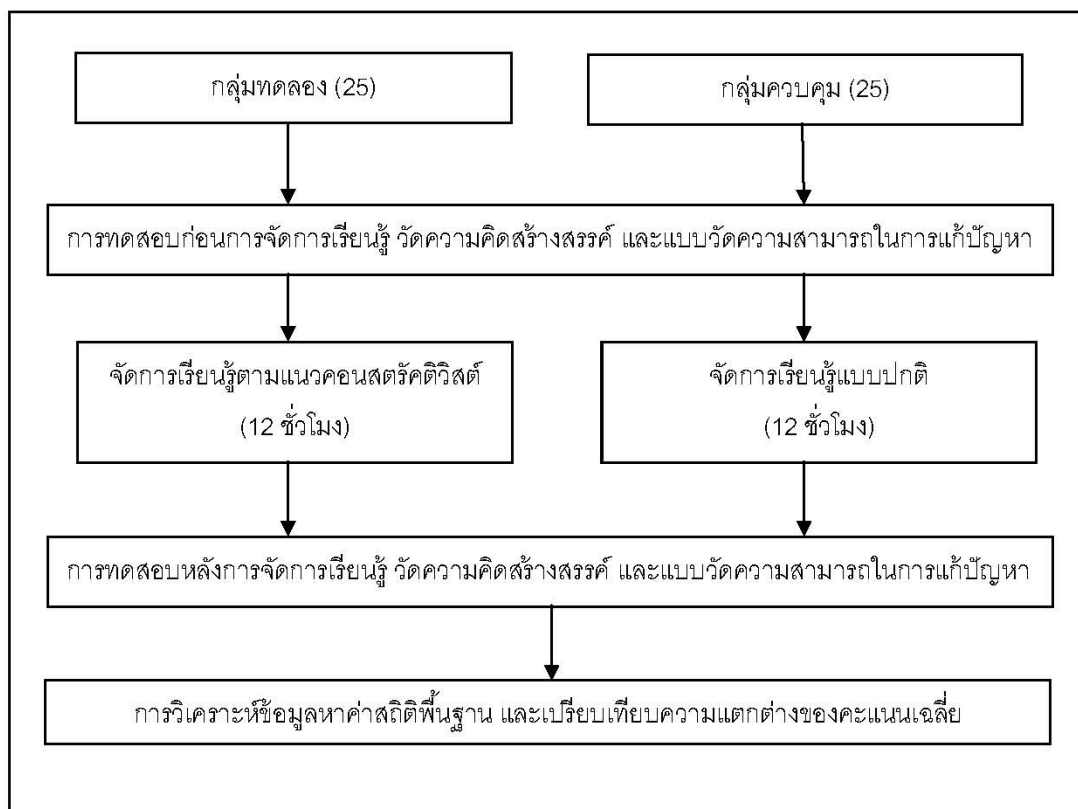 กลุ่มทดลอง (25)
กลุ่มควบคุม (25)
การทดสอบก่อนการจัดการเรียนรู้ วัดความคิดสร้างสรรค์ และแบบวัดความสามารถในการแก้ปัญหา
จัดการเรียนรู้ตามแนวคอนสตรัคติวิสต์
(12 ชั่วโมง)
จัดการเรียนรู้แบบปกติ
(12 ชั่วโมง)
การทดสอบหลังการจัดการเรียนรู้ วัดความคิดสร้างสรรค์ และแบบวัดความสามารถในการแก้ปัญหา
การวิเคราะห์ข้อมูลหาค่าสถิติพื้นฐาน และเปรียบเทียบความแตกต่างของคะแนนเฉลี่ย